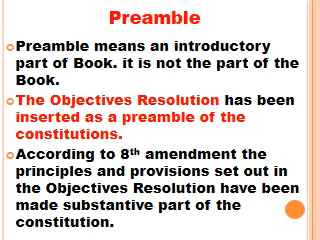 Preamble
Preamble means an introductory
part of Book. it is not the part of the
Book.
The Objectives Resolution has been
inserted as a preamble of the
constitutions.
According to 8th amendment the
principles and provisions set out in
the Objectives Resolution have been
made substantive part of the
constitution.